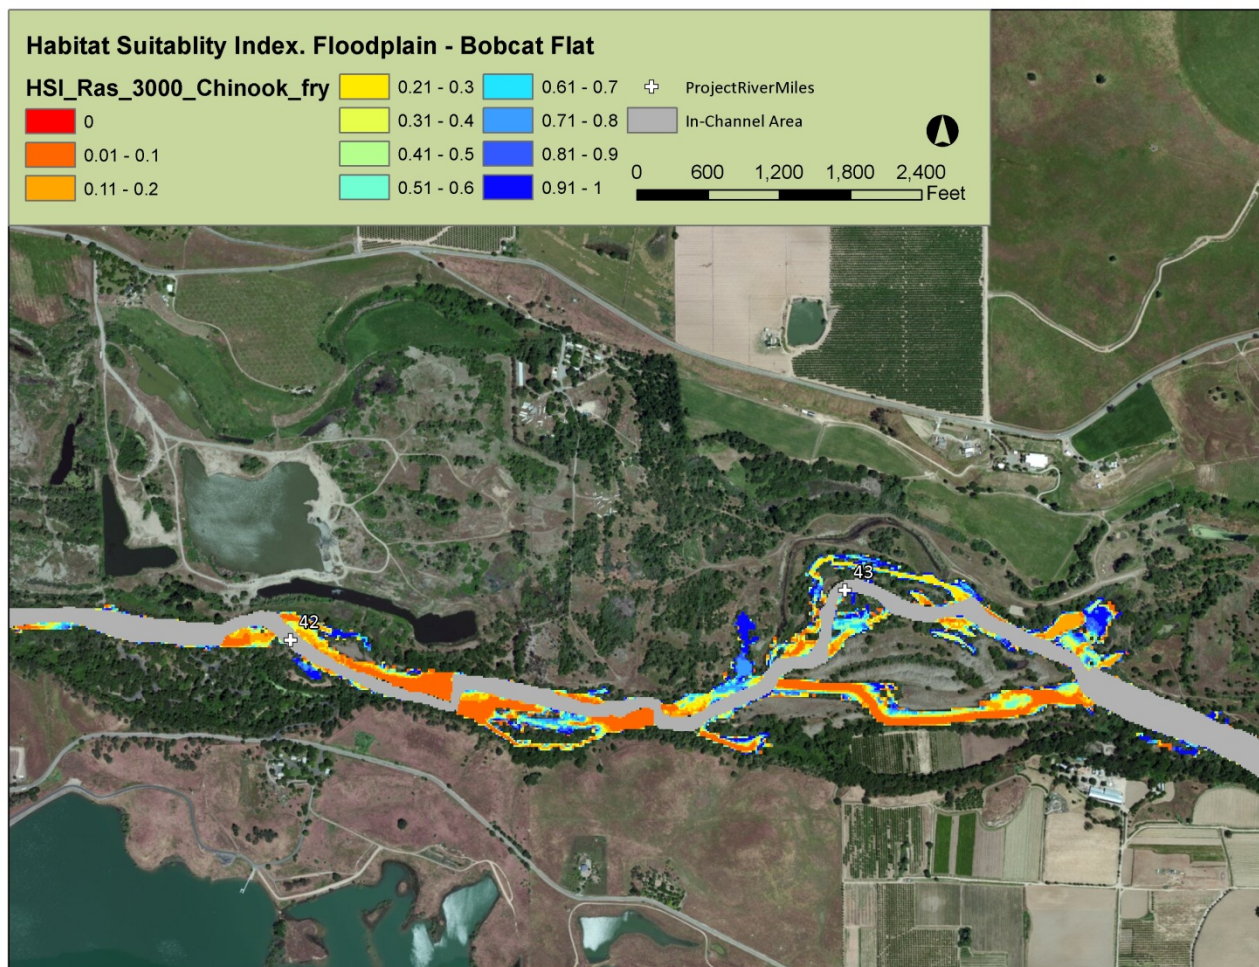 Habitat Suitablity Index. Floodplain - Bobcat Flat
HSI_Ras_3000_Chinook_fry
0
0.01 - 0.1
0.11 - 0.2
0.21 - 0.3
0.31 - 0.4
0.41 - 0.5
0.51 - 0.6
0.61 - 0.7
0.71 - 0.8
0.81 - 0.9
0.91 - 1
ProjectRiverMiles
In-Channel Area
0 600 1,200 1,800 2,400
Feet
43
42